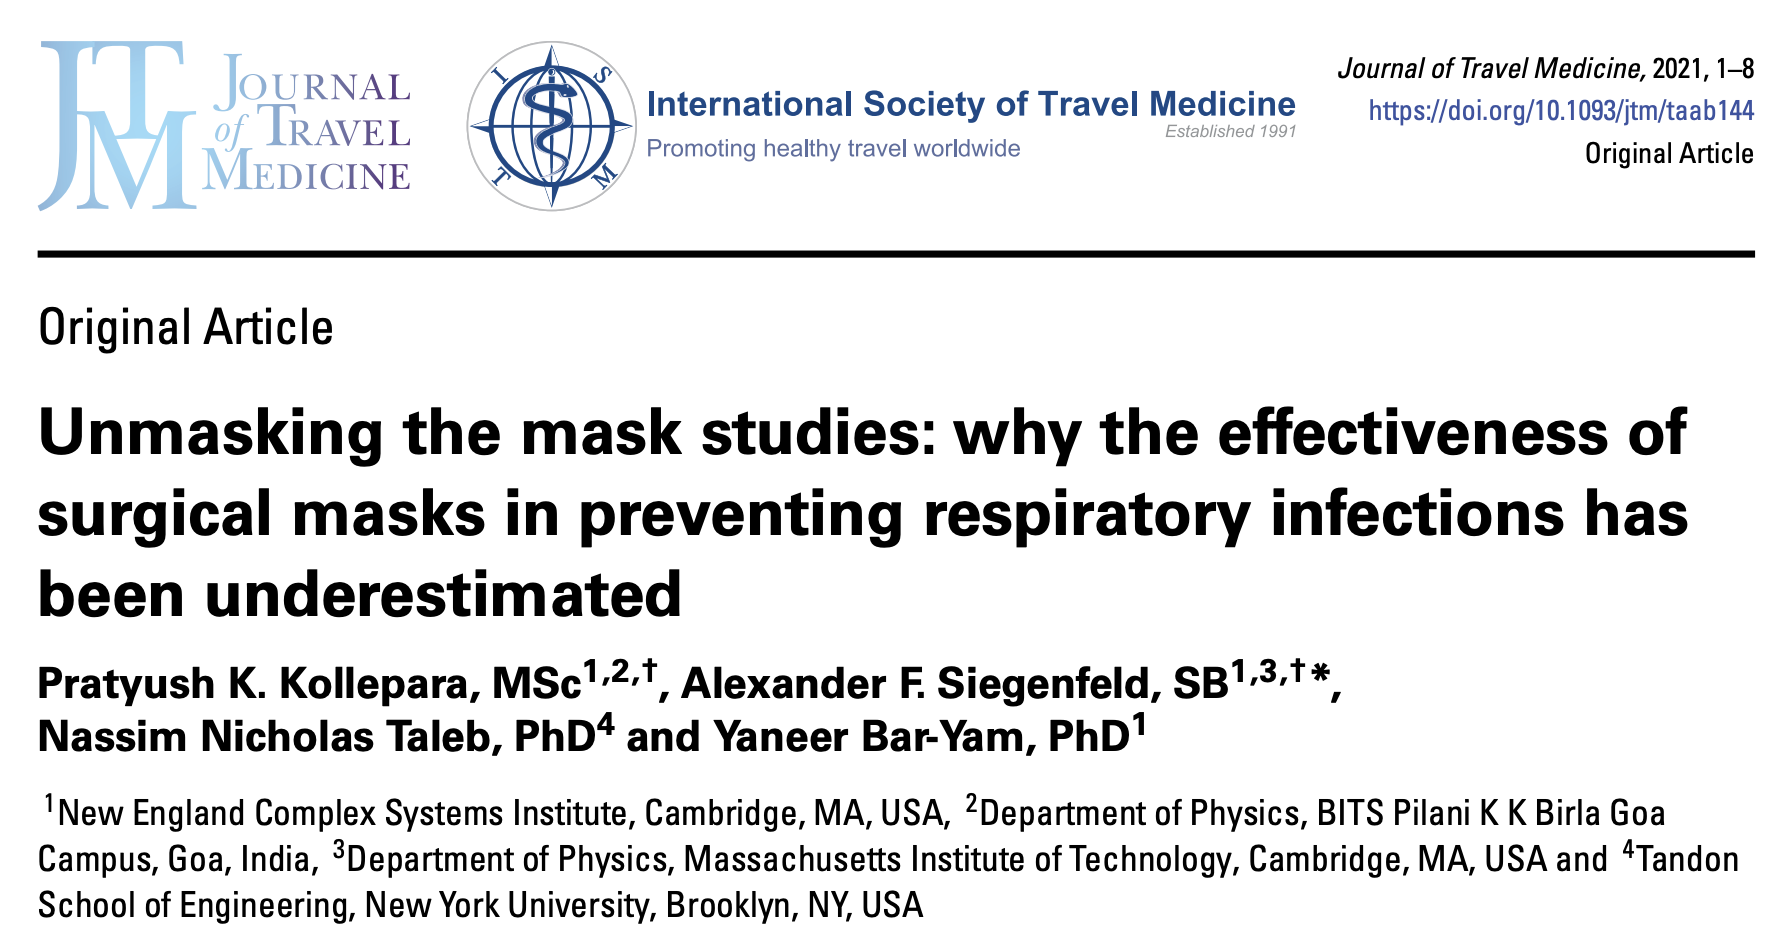 JTM
JOURNAL
of TRAVEL
MEDICINE
I S T M
International Society of Travel Medicine
Established 1991
Promoting healthy travel worldwide
Journal of Travel Medicine, 2021, 1–8
https://doi.org/10.1093/jtm/taab144
Original Article
Original Article
Unmasking the mask studies: why the effectiveness of
surgical masks in preventing respiratory infections has
been underestimated
Pratyush K. Kollepara, MSc1,2,†, Alexander F. Siegenfeld, SB1,3,†*,
Nassim Nicholas Taleb, PhD4 and Yaneer Bar-Yam, PhD1
1New England Complex Systems Institute, Cambridge, MA, USA, 2Department of Physics, BITS Pilani K K Birla Goa
Campus, Goa, India, 3Department of Physics, Massachusetts Institute of Technology, Cambridge, MA, USA and 4Tandon
School of Engineering, New York University, Brooklyn, NY, USA